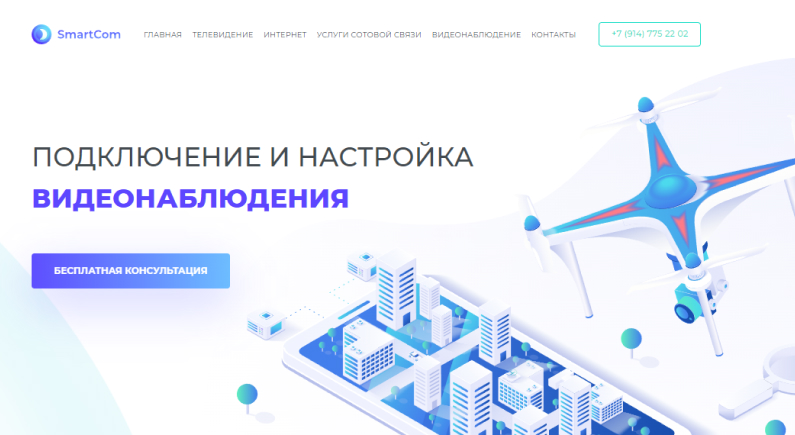 SmartCom
ГЛАВНАЯ ТЕЛЕВИДЕНИЕ ИНТЕРНЕТ УСЛУГИ СОТОВОЙ СВЯЗИ ВИДЕОНАБЛЮДЕНИЕ КОНТАКТЫ +7 (914) 775 22 02
ПОДКЛЮЧЕНИЕ И НАСТРОЙКА
ВИДЕОНАБЛЮДЕНИЯ
БЕСПЛАТНАЯ КОНСУЛЬТАЦИЯ